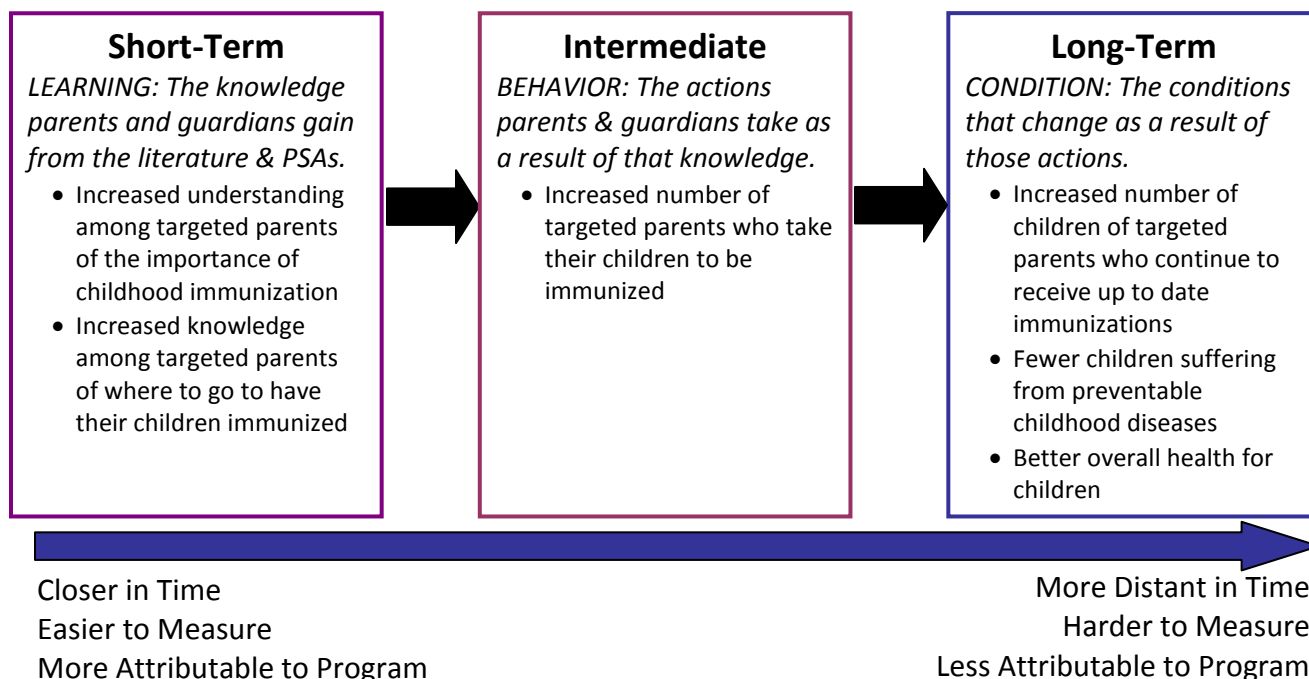 Short-Term
LEARNING: The knowledge
parents and guardians gain
from the literature & PSAs.
• Increased understanding
among targeted parents
of the importance of
childhood immunization
• Increased knowledge
among targeted parents
of where to go to have
their children immunized
Intermediate
BEHAVIOR: The actions
parents & guardians take as
a result of that knowledge.
• Increased number of
targeted parents who take
their children to be
immunized
Long-Term
CONDITION: The conditions
that change as a result of
those actions.
• Increased number of
children of targeted
parents who continue to
receive up to date
immunizations
• Fewer children suffering
from preventable
childhood diseases
• Better overall health for
children
Closer in Time
Easier to Measure
More Attributable to Program
More Distant in Time
Harder to Measure
Less Attributable to Program